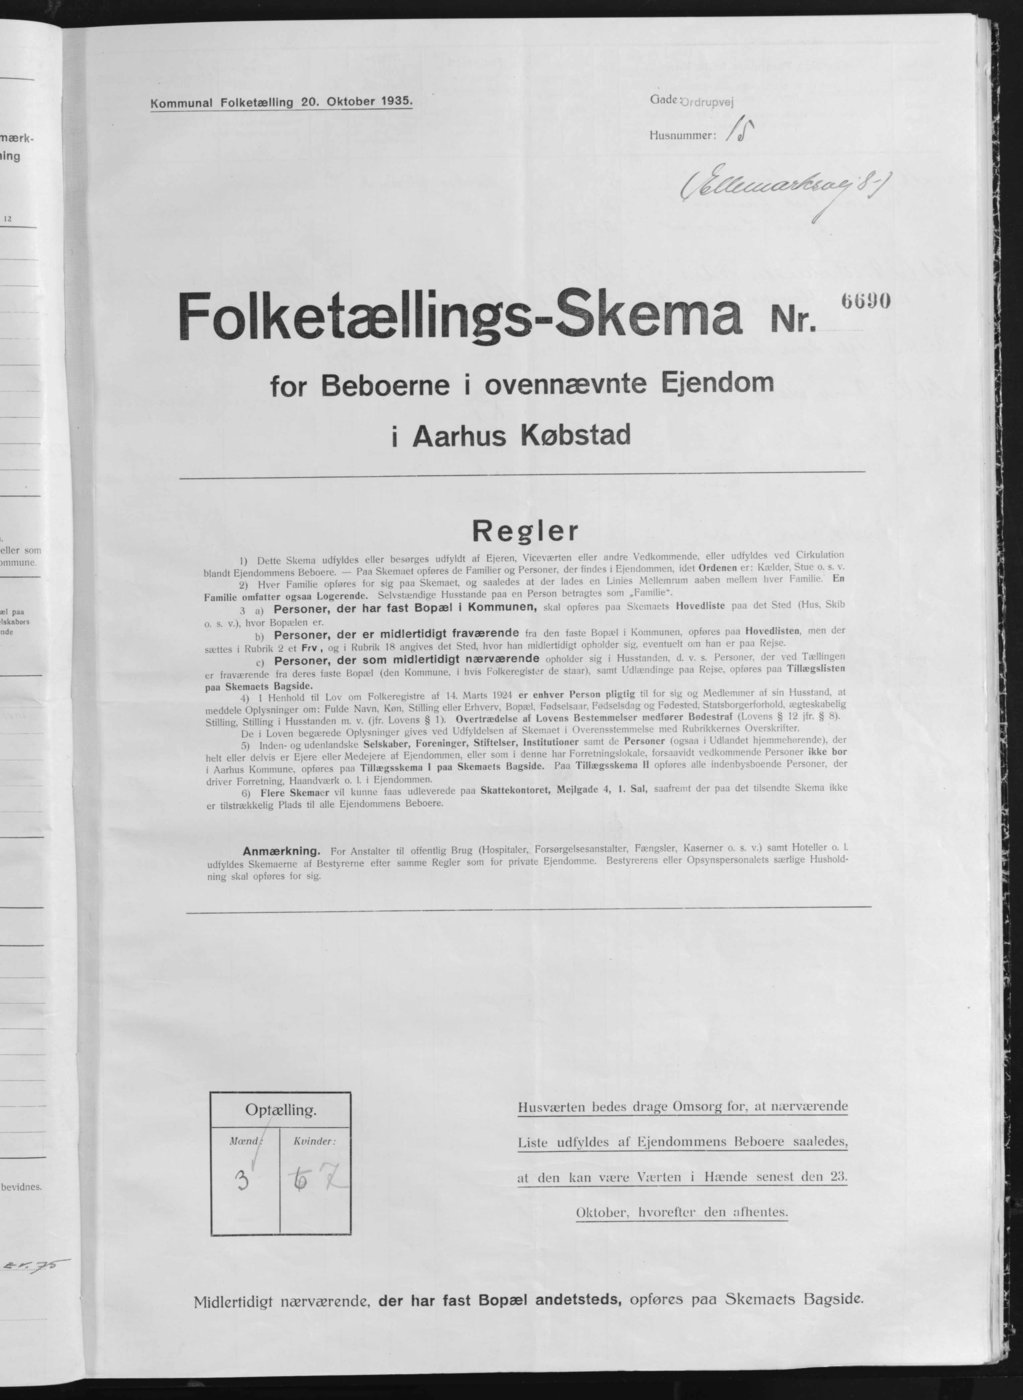 mærk-
ning
12
eller som
ommune.
æl paa
elskabers
nde
bevidnes.
Kommunal Folketælling 20. Oktober 1935.
Gade: Ordrupvej
Husnummer: 15
(Ellemarksvej 8-)
Folketællings-Skema Nr. 6690
for Beboerne i ovennævnte Ejendom
i Aarhus Købstad
Regler
1) Dette Skema udfyldes eller besørges udfyldt af Ejeren, Viceværten eller andre Vedkommende, eller udfyldes ved Cirkulation
blandt Ejendommens Beboere. — Paa Skemaet opføres de Familier og Personer, der findes i Ejendommen, idet Ordenen er: Kælder, Stue o. s. v.
2) Hver Familie opføres for sig paa Skemaet, og saaledes at der lades en Linies Mellemrum aaben mellem hver Familie. En
Familie omfatter ogsaa Logerende. Selvstændige Husstande paa en Person betragtes som „Familie".
3 a) Personer, der har fast Bopæl i Kommunen, skal opføres paa Skemaets Hovedliste paa det Sted (Hus, Skib
o. s. v.), hvor Bopælen er.
b) Personer, der er midlertidigt fraværende fra den faste Bopæl i Kommunen, opføres paa Hovedlisten, men der
sættes i Rubrik 2 et Frv., og i Rubrik 18 angives det Sted, hvor han midlertidigt opholder sig, eventuelt om han er paa Rejse.
c) Personer, der som midlertidigt nærværende opholder sig i Husstanden, d. v. s. Personer, der ved Tællingen
er fraværende fra deres faste Bopæl (den Kommune, i hvis Folkeregister de staar), samt Udlændinge paa Rejse, opføres paa Tillægslisten
paa Skemaets Bagside.
4) I Henhold til Lov om Folkeregistre af 14. Marts 1924 er enhver Person pligtig til for sig og Medlemmer af sin Husstand, at
meddele Oplysninger om: Fulde Navn, Køn, Stilling eller Erhverv, Bopæl, Fødselsaar, Fødselsdag og Fødested, Statsborgerforhold, ægteskabelig
Stilling, Stilling i Husstanden m. v. (jfr. Lovens § 1). Overtrædelse af Lovens Bestemmelser medfører Bødestraf (Lovens § 12 jfr. § 8).
De i Loven begærede Oplysninger gives ved Udfyldelsen af Skemaet i Overensstemmelse med Rubrikkernes Overskrifter.
5) Inden- og udenlandske Selskaber, Foreninger, Stiftelser, Institutioner samt de Personer (ogsaa i Udlandet hjemmehørende), der
helt eller delvis er Ejere eller Medejere af Ejendommen, eller som i denne har Forretningslokale, forsaavidt vedkommende Personer ikke bor
i Aarhus Kommune, opføres paa Tillægsskema I paa Skemaets Bagside. Paa Tillægsskema II opføres alle indenbysboende Personer, der
driver Forretning, Haandværk o. l. i Ejendommen.
6) Flere Skemaer vil kunne faas udleverede paa Skattekontoret, Mejlgade 4, 1. Sal, saafremt der paa det tilsendte Skema ikke
er tilstrækkelig Plads til alle Ejendommens Beboere.
Anmærkning. For Anstalter til offentlig Brug (Hospitaler, Forsørgelsesanstalter, Fængsler, Kaserner o. s. v.) samt Hoteller o. l.
udfyldes Skemaerne af Bestyrerne efter samme Regler som for private Ejendomme. Bestyrerens eller Opsynspersonalets særlige Hushold-
ning skal opføres for sig.
Optælling.
Mænd: Kvinder:
3 6 7
Husværten bedes drage Omsorg for, at nærværende
Liste udfyldes af Ejendommens Beboere saaledes,
at den kan være Værten i Hænde senest den 23.
Oktober, hvorefter den afhentes.
Midlertidigt nærværende, der har fast Bopæl andetsteds, opføres paa Skemaets Bagside.